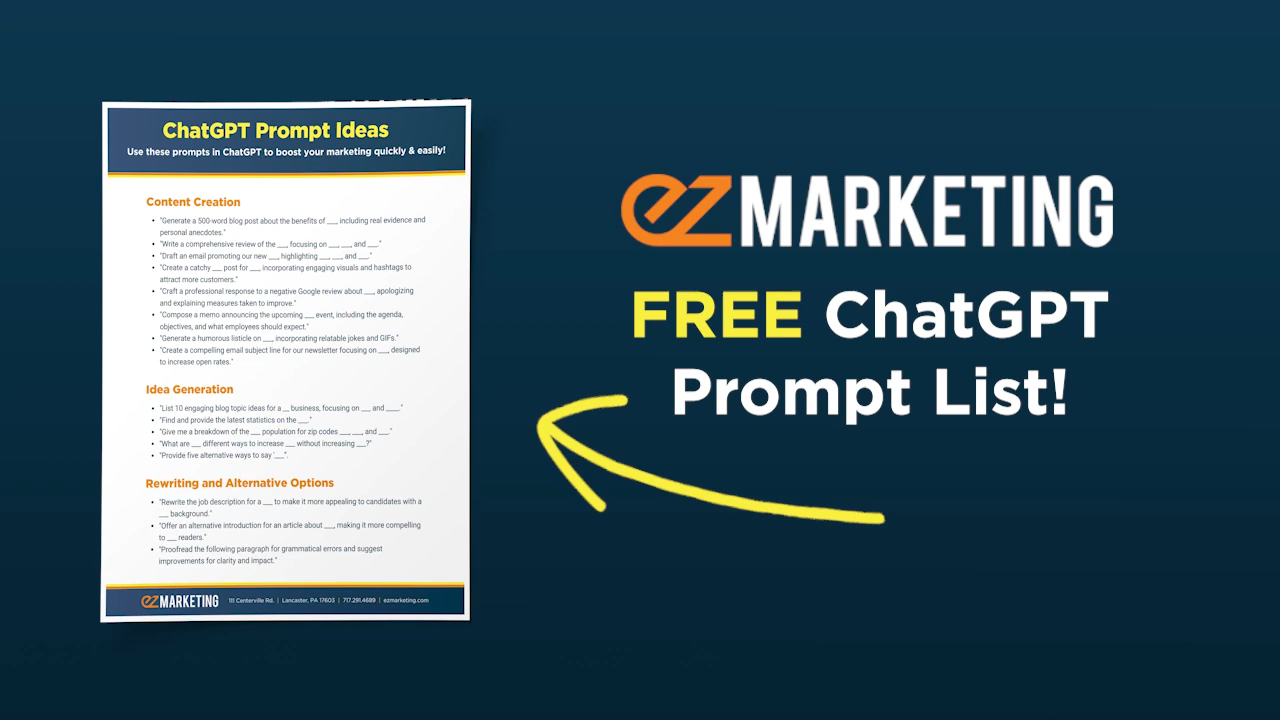 ChatGPT Prompt Ideas
Use these prompts in ChatGPT to boost your marketing quickly & easily!
Content Creation
• "Generate a 500-word blog post about the benefits of ___, including real evidence and
personal anecdotes."
• "Write a comprehensive review of the ___, focusing on ___, ___, and ___."
• "Draft an email promoting our new ___, highlighting ___, ___, and ___."
• "Create a catchy ___ post for ___ incorporating engaging visuals and hashtags to
attract more customers."
• "Craft a professional response to a negative Google review about ___, apologizing
and explaining measures taken to improve."
• "Compose a memo announcing the upcoming ___ event, including the agenda,
objectives, and what employees should expect."
• "Generate a humorous listicle on ___, incorporating relatable jokes and GIFs."
• "Create a compelling email subject line for our newsletter focusing on ___, designed
to increase open rates."
Idea Generation
• "List 10 engaging blog topic ideas for a __ business, focusing on ___ and ____."
• "Find and provide the latest statistics on the ___."
• "Give me a breakdown of the ___ population for zip codes ___, ___, and ___."
• "What are ___ different ways to increase ___ without increasing ___?"
• "Provide five alternative ways to say '___".
Rewriting and Alternative Options
• "Rewrite the job description for a ___ to make it more appealing to candidates with a
___ background."
• "Offer an alternative introduction for an article about ___, making it more compelling
to ___ readers."
• "Proofread the following paragraph for grammatical errors and suggest
improvements for clarity and impact."
ezMARKETING 111 Centerville Rd. | Lancaster, PA 17603 | 717.291.4689 | ezmarketing.com
ezMARKETING
FREE ChatGPT
Prompt List!